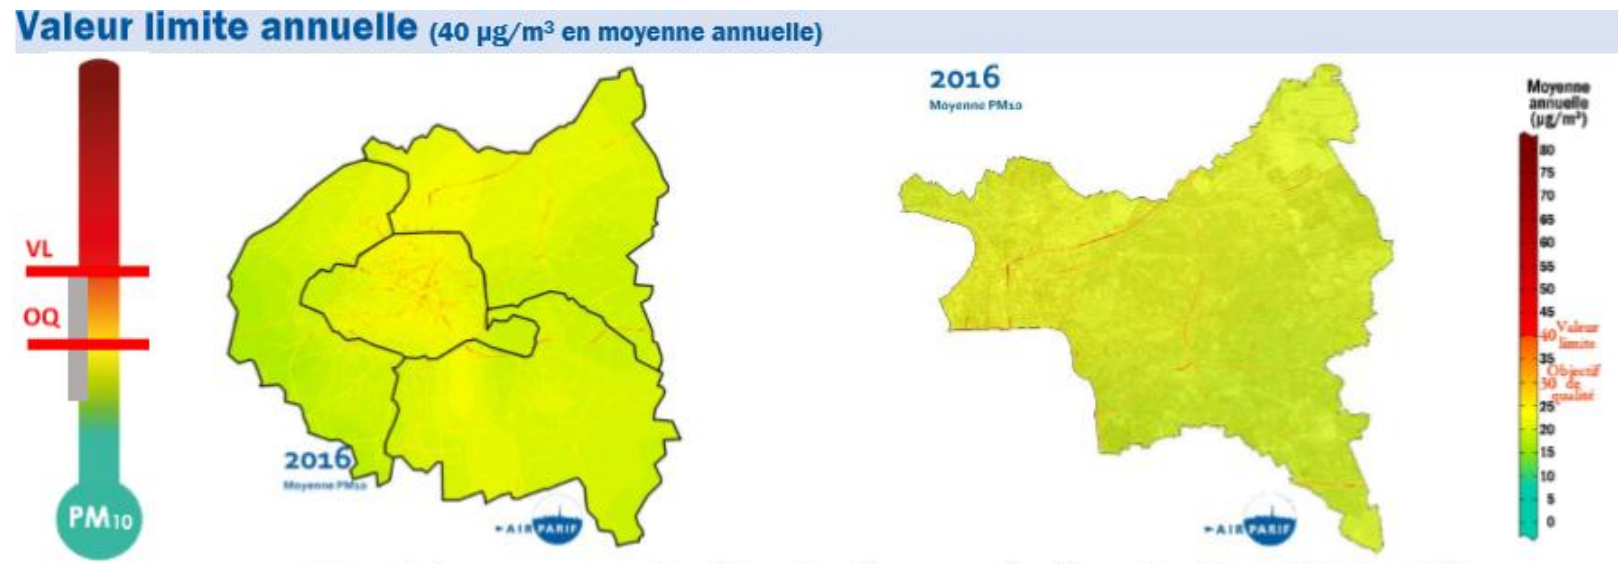 Valeur limite annuelle (40 µg/m³ en moyenne annuelle)
VL
OQ
PM10
2016
Moyenne PM10
AIRPARIF
2016
Moyenne PM10
AIRPARIF
Moyenne
annuelle
(µg/m³)
80
75
70
65
60
55
50
45
40 Valeur
limite
35
Objectif
30 de
qualité
25
20
15
10
5
0